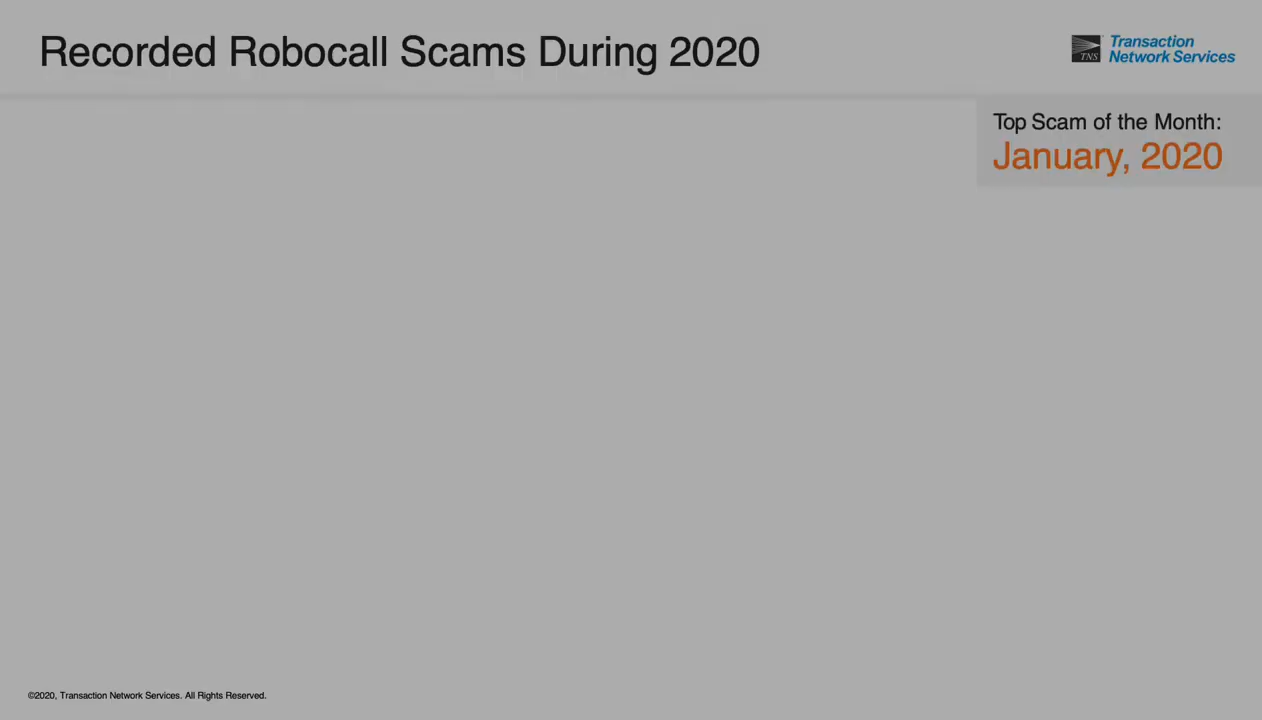 Recorded Robocall Scams During 2020
TNS
Transaction
Network Services
Top Scam of the Month:
January, 2020
©2020, Transaction Network Services. All Rights Reserved.